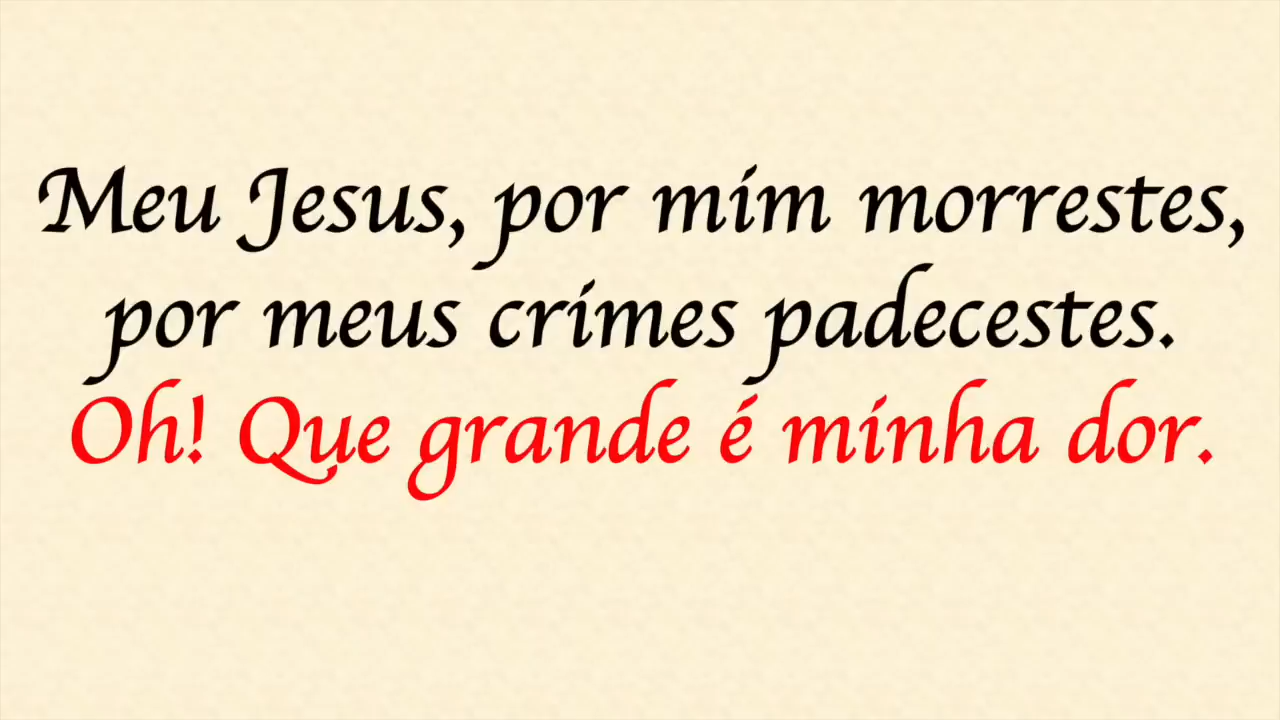 Meu Jesus, por mim morrestes,
por meus crimes padecestes.
Oh! Que grande é minha dor.